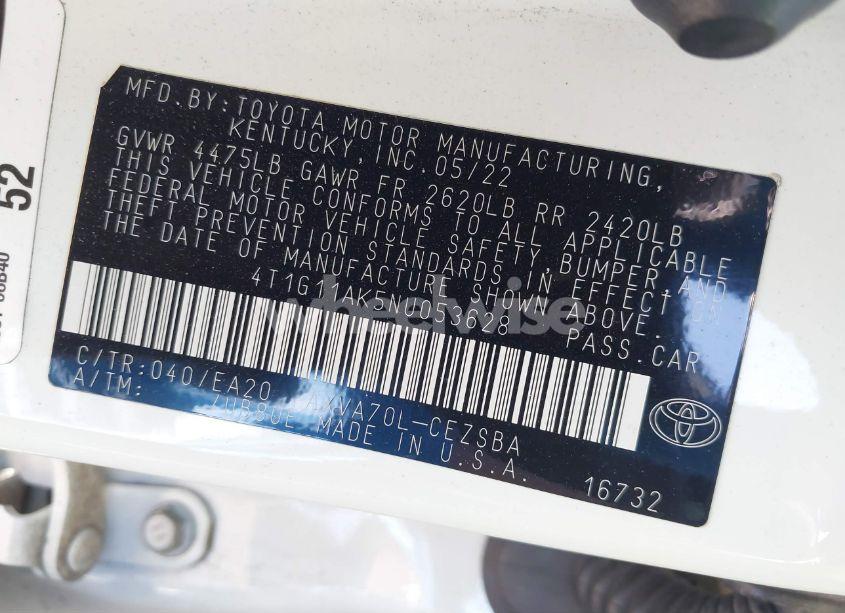 MFD.BY:TOYOTA MOTOR MANUFACTURING,
KENTUCKY,INC.05/22
GVWR 4475LB GAWR FR 2620LB RR 2420LB
THIS VEHICLE CONFORMS TO ALL APPLICABLE
FEDERAL MOTOR VEHICLE SAFETY,BUMPER,AND
THEFT PREVENTION STANDARDS IN EFFECT ON
THE DATE OF MANUFACTURE SHOWN ABOVE.
PASS.CAR
wheelwise
C/TR:040/EA20 AXVA70L-CEZSBA
A/TM: /UB80E MADE IN U.S.A.
16732
52